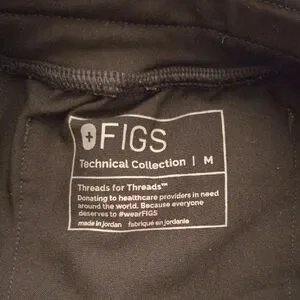 FIGS
Technical Collection | M
Threads for Threads™
Donating to healthcare providers in need
around the world. Because everyone
deserves to #wearFIGS
made in jordan fabriqué en jordanie